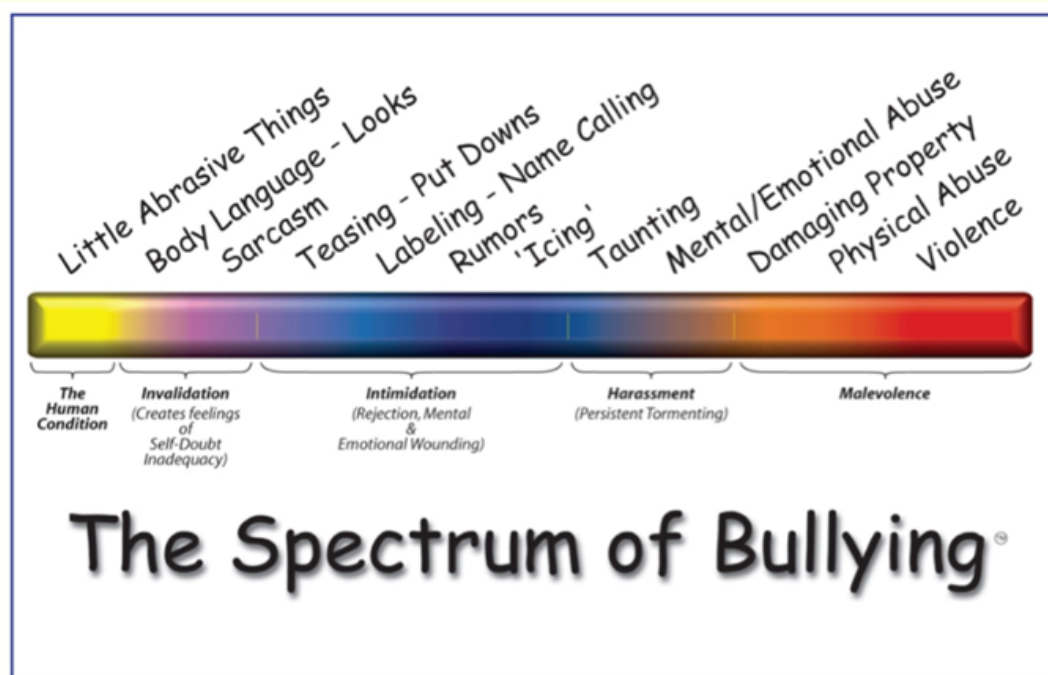 Little Abrasive Things
Body Language - Looks
Sarcasm
Teasing - Put Downs
Labeling - Name Calling
Rumors
'Icing'
Taunting
Mental/Emotional Abuse
Damaging Property
Physical Abuse
Violence
The
Human
Condition
Invalidation
(Creates feelings
of
Self-Doubt
Inadequacy)
Intimidation
(Rejection, Mental
&
Emotional Wounding)
Harassment
(Persistent Tormenting)
Malevolence
The Spectrum of Bullying